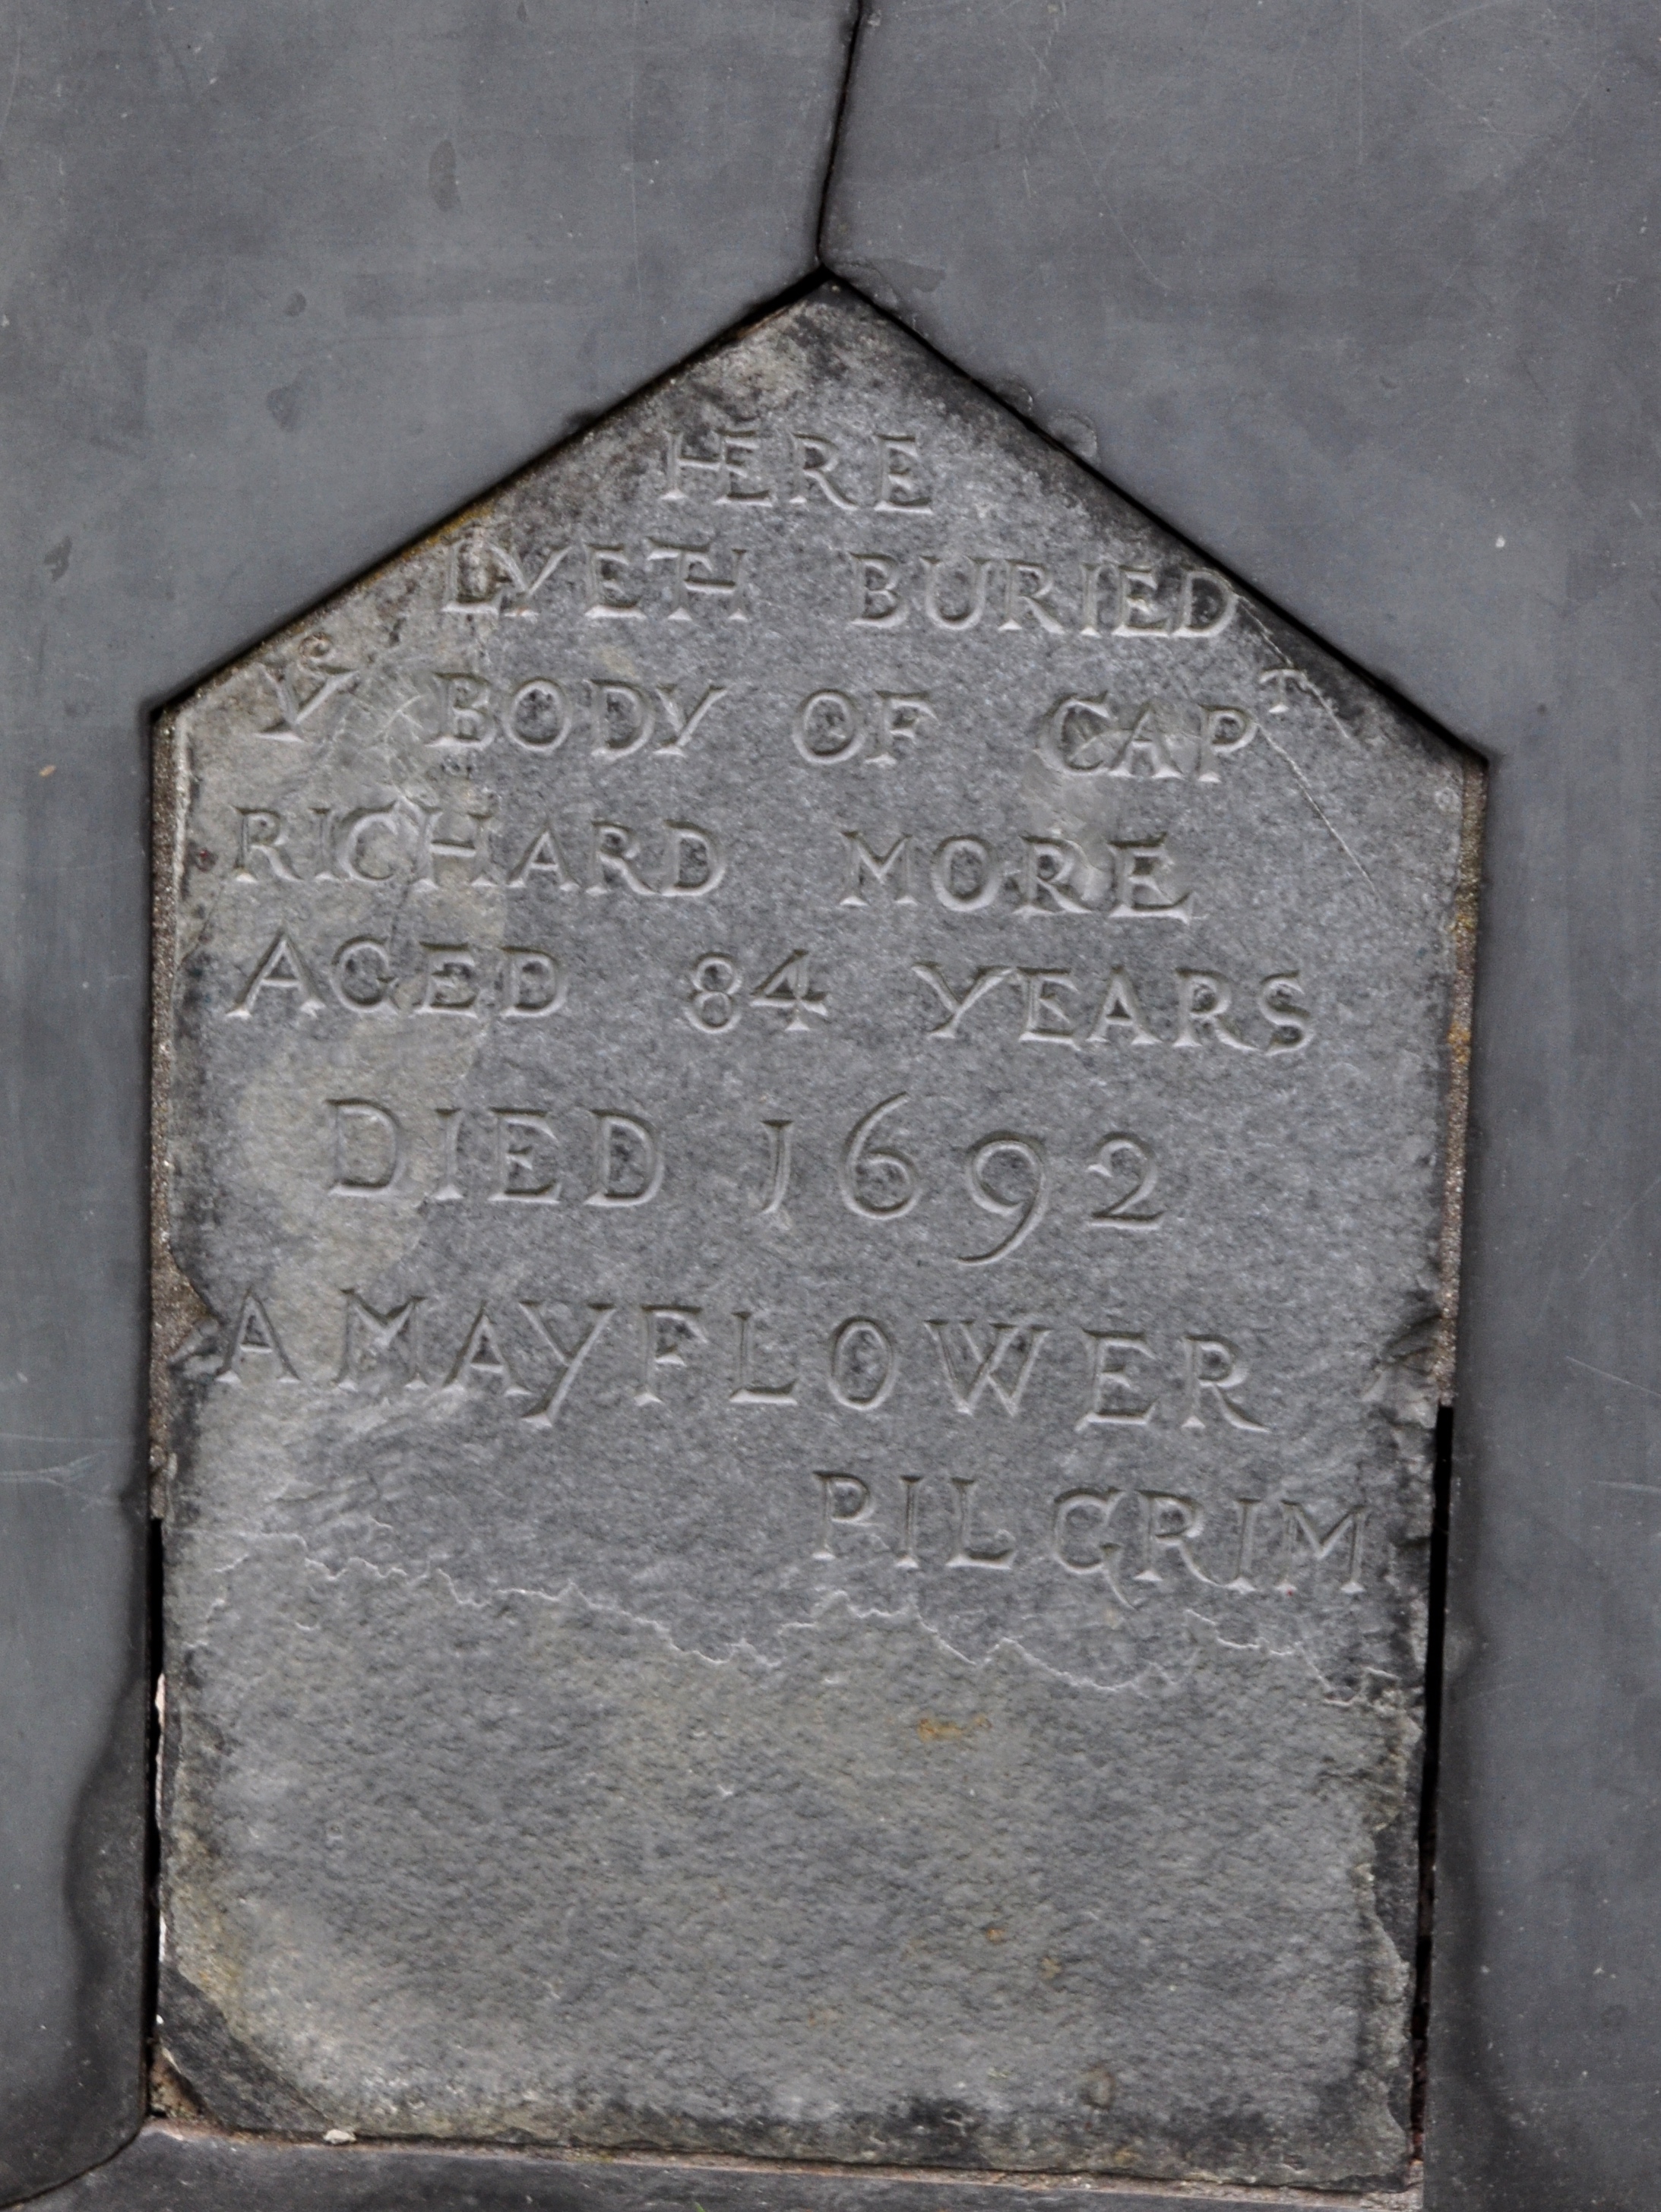 HERE
LYETH BURIED
Yᵉ BODY OF CAPᵀ
RICHARD MORE
AGED 84 YEARS
DIED 1692
A MAYFLOWER
PILGRIM